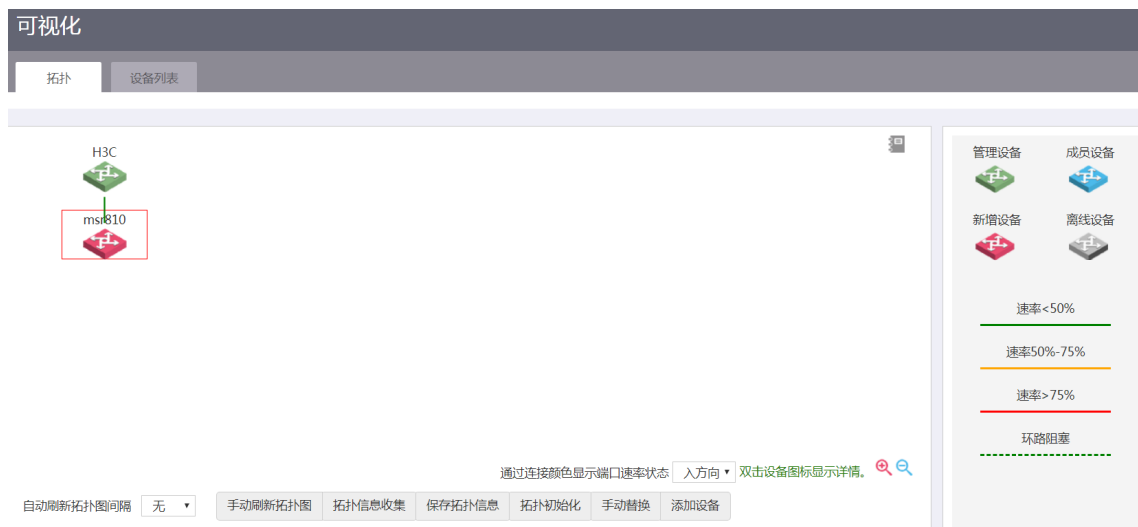 可视化
拓扑 设备列表
H3C
msr810
管理设备 成员设备
新增设备 离线设备
速率<50%
速率50%-75%
速率>75%
环路阻塞
通过连接颜色显示端口速率状态 入方向 双击设备图标显示详情。
自动刷新拓扑图间隔 无 手动刷新拓扑图 拓扑信息收集 保存拓扑信息 拓扑初始化 手动替换 添加设备